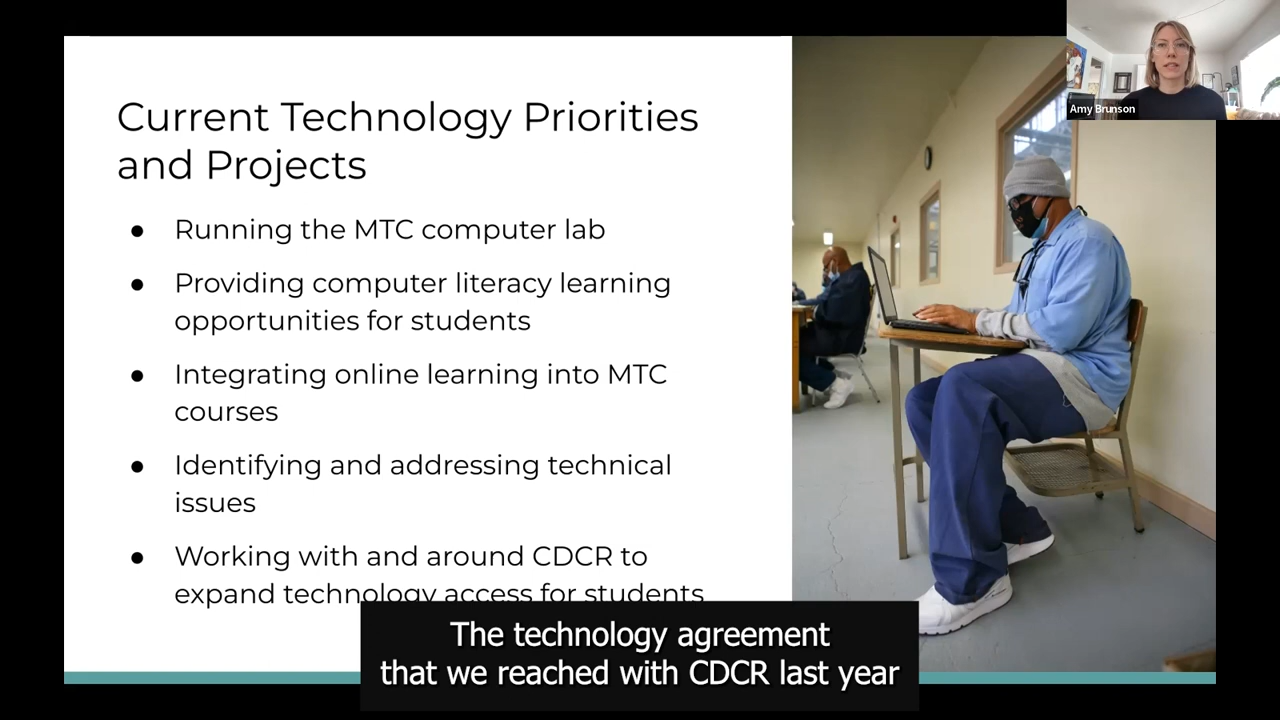 Current Technology Priorities
and Projects
● Running the MTC computer lab
● Providing computer literacy learning
opportunities for students
● Integrating online learning into MTC
courses
● Identifying and addressing technical
issues
● Working with and around CDCR to
expand technology access for students
Amy Brunson
The technology agreement
that we reached with CDCR last year